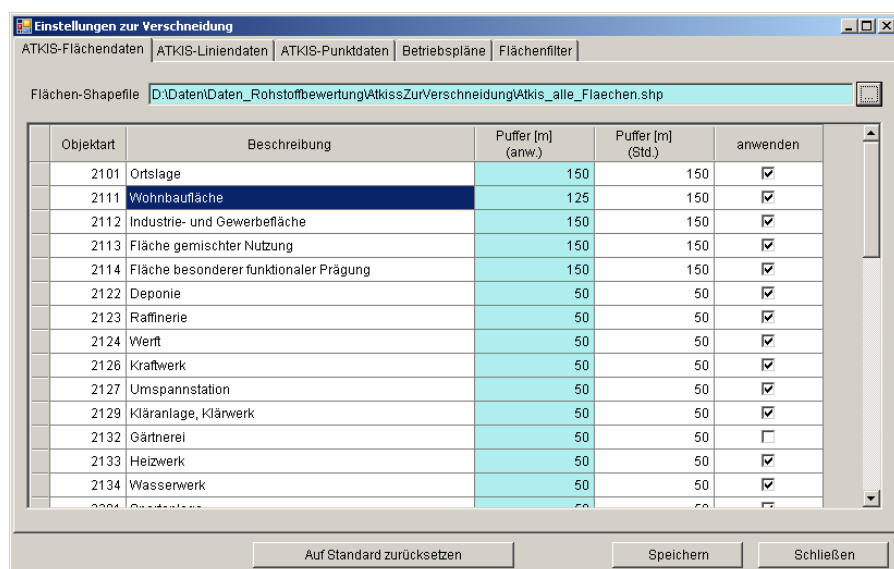 Einstellungen zur Verschneidung
ATKIS-Flächendaten ATKIS-Liniendaten ATKIS-Punktdaten Betriebspläne Flächenfilter
Flächen-Shapefile D:\Daten\Daten_Rohstoffbewertung\AtkissZurVerschneidung\Atkis_alle_Flaechen.shp ...
Objektart Beschreibung Puffer [m] (anw.) Puffer [m] (Std.) anwenden
2101 Ortslage 150 150
2111 Wohnbaufläche 125 150
2112 Industrie- und Gewerbefläche 150 150
2113 Fläche gemischter Nutzung 150 150
2114 Fläche besonderer funktionaler Prägung 150 150
2122 Deponie 50 50
2123 Raffinerie 50 50
2124 Werft 50 50
2126 Kraftwerk 50 50
2127 Umspannstation 50 50
2129 Kläranlage, Klärwerk 50 50
2132 Gärtnerei 50 50
2133 Heizwerk 50 50
2134 Wasserwerk 50 50
Auf Standard zurücksetzen Speichern Schließen